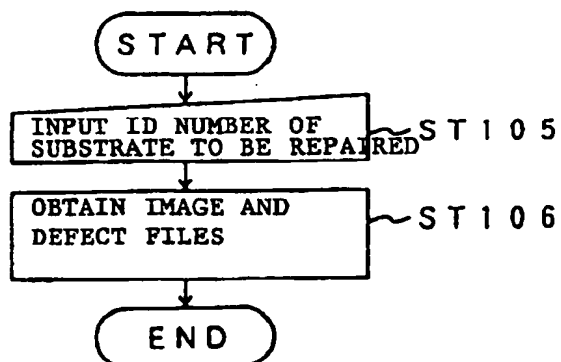 START
INPUT ID NUMBER OF
SUBSTRATE TO BE REPAIRED
ST105
OBTAIN IMAGE AND
DEFECT FILES
ST106
END